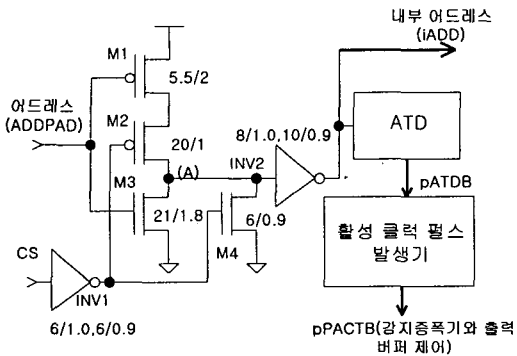 M1
5.5/2
내부 어드레스
(iADD)
어드레스
(ADDPAD)
M2
20/1
(A)
INV2
8/1.0,10/0.9
ATD
M3
21/1.8
6/0.9
M4
pATDB
CS
INV1
6/1.0,6/0.9
활성 클럭 펄스
발생기
pPACTB(감지증폭기와 출력
버퍼 제어)